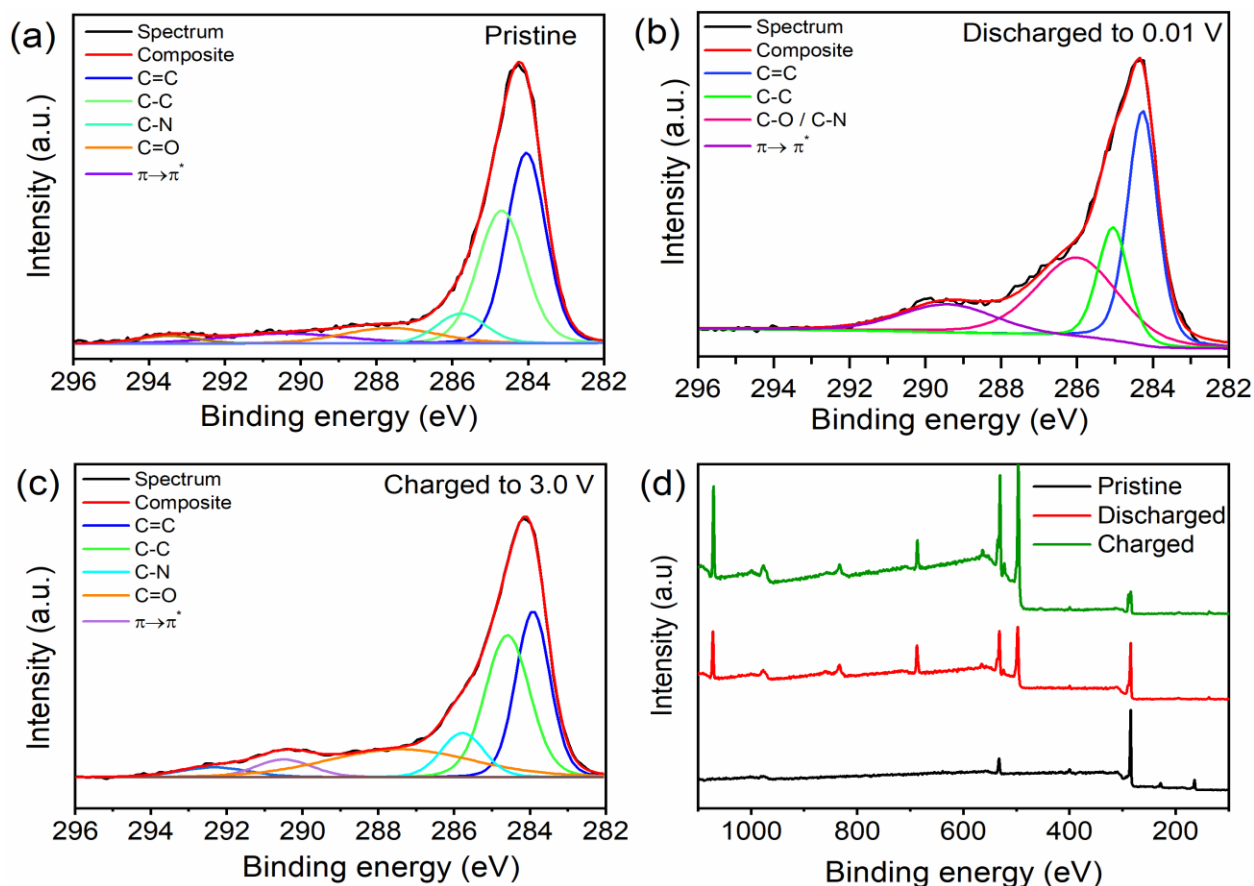 (a)
Pristine
Spectrum
Composite
C=C
C-C
C-N
C=O
π→π*
Intensity (a.u.)
296 294 292 290 288 286 284 282
Binding energy (eV)
(b)
Discharged to 0.01 V
Spectrum
Composite
C=C
C-C
C-O / C-N
π→ π*
Intensity (a.u.)
296 294 292 290 288 286 284 282
Binding energy (eV)
(c)
Charged to 3.0 V
Spectrum
Composite
C=C
C-C
C-N
C=O
π→π*
Intensity (a.u.)
296 294 292 290 288 286 284 282
Binding energy (eV)
(d)
Pristine
Discharged
Charged
Intensity (a.u)
1000 800 600 400 200
Binding energy (eV)